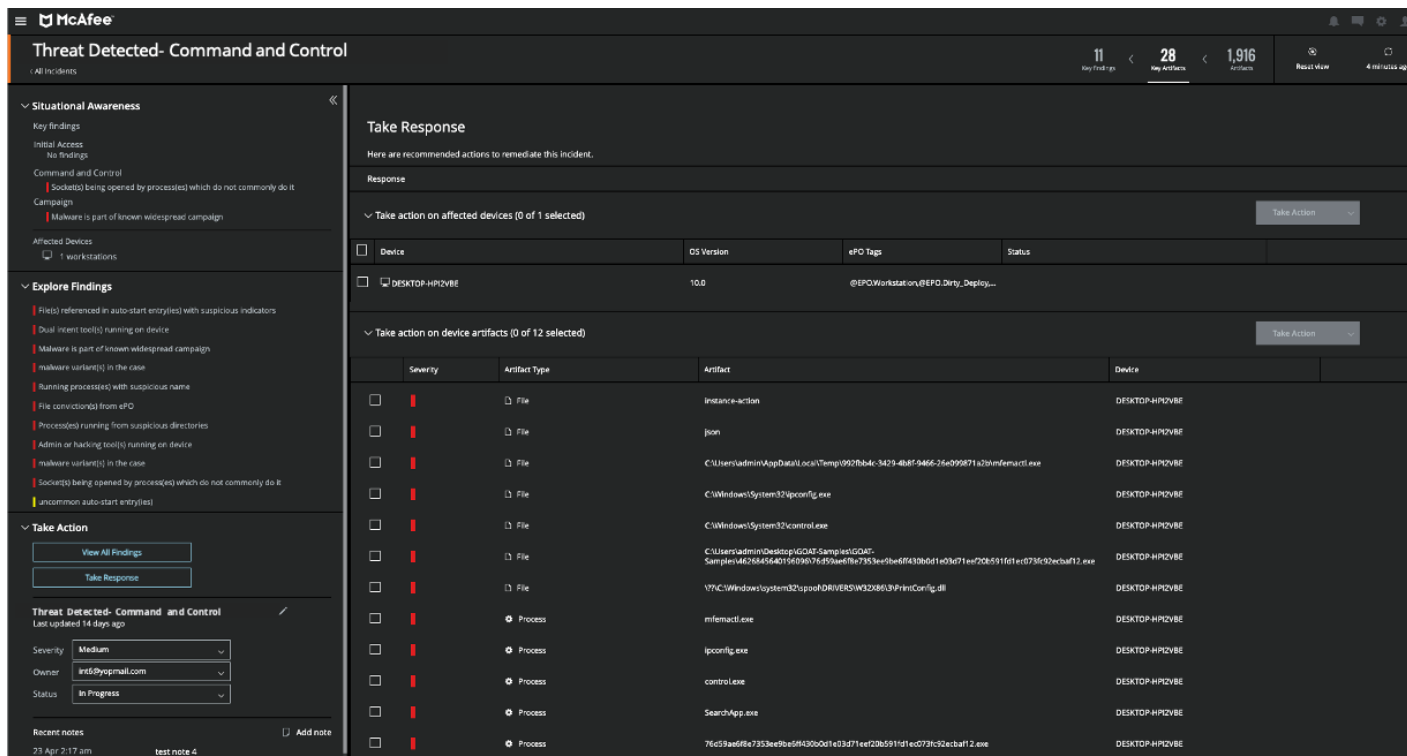 McAfee
Threat Detected- Command and Control
‹ All Incidents
11
Key findings
28
Key Artifacts
1,916
Artifacts
Reset view
4 minutes ag
Situational Awareness
Key findings
Initial Access
No findings
Command and Control
Socket(s) being opened by process(es) which do not commonly do it
Campaign
Malware is part of known widespread campaign
Affected Devices
1 workstations
Explore Findings
File(s) referenced in auto-start entry(ies) with suspicious indicators
Dual intent tool(s) running on device
Malware is part of known widespread campaign
malware variant(s) in the case
Running process(es) with suspicious name
File conviction(s) from ePO
Process(es) running from suspicious directories
Admin or hacking tool(s) running on device
malware variant(s) in the case
Socket(s) being opened by process(es) which do not commonly do it
uncommon auto-start entry(ies)
Take Action
View All Findings
Take Response
Threat Detected- Command and Control
Last updated 14 days ago
Severity Medium
Owner int6@yopmail.com
Status In Progress
Recent notes Add note
23 Apr 2:17 am test note 4
Take Response
Here are recommended actions to remediate this incident.
Response
Take action on affected devices (0 of 1 selected) Take Action
Device OS Version ePO Tags Status
DESKTOP-HPI2VBE 10.0 @EPO.Workstation,@EPO.Dirty_Deploy,...
Take action on device artifacts (0 of 12 selected) Take Action
Severity Artifact Type Artifact Device
File instance-action DESKTOP-HPI2VBE
File json DESKTOP-HPI2VBE
File C:\Users\admin\AppData\Local\Temp\992fbb4c-3429-4b8f-9466-26e099871a2b\mfemactl.exe DESKTOP-HPI2VBE
File C:\Windows\System32\ipconfig.exe DESKTOP-HPI2VBE
File C:\Windows\System32\control.exe DESKTOP-HPI2VBE
File C:\Users\admin\Desktop\GOAT-Samples\GOAT-
Samples\4626845640196096\76d59ae6f8e7353ee9be6ff430b0d1e03d71eef20b591fd1ec073fc92ecbaf12.exe DESKTOP-HPI2VBE
File \??\C:\Windows\system32\spool\DRIVERS\W32X86\3\PrintConfig.dll DESKTOP-HPI2VBE
Process mfemactl.exe DESKTOP-HPI2VBE
Process ipconfig.exe DESKTOP-HPI2VBE
Process control.exe DESKTOP-HPI2VBE
Process SearchApp.exe DESKTOP-HPI2VBE
Process 76d59ae6f8e7353ee9be6ff430b0d1e03d71eef20b591fd1ec073fc92ecbaf12.exe DESKTOP-HPI2VBE